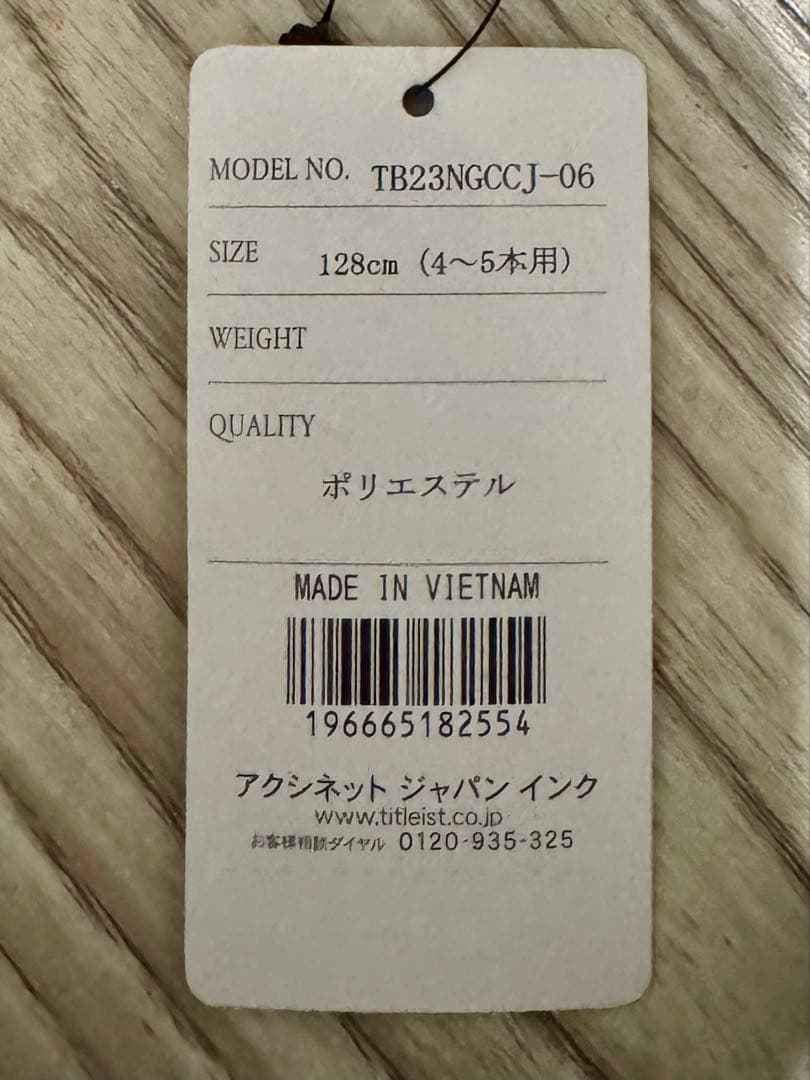 MODEL NO. TB23NGCCJ-06
SIZE 128cm (4～5本用)
WEIGHT
QUALITY
ポリエステル
MADE IN VIETNAM
196665182554
アクシネット ジャパン インク
www.titleist.co.jp
お客様相談ダイヤル 0120-935-325